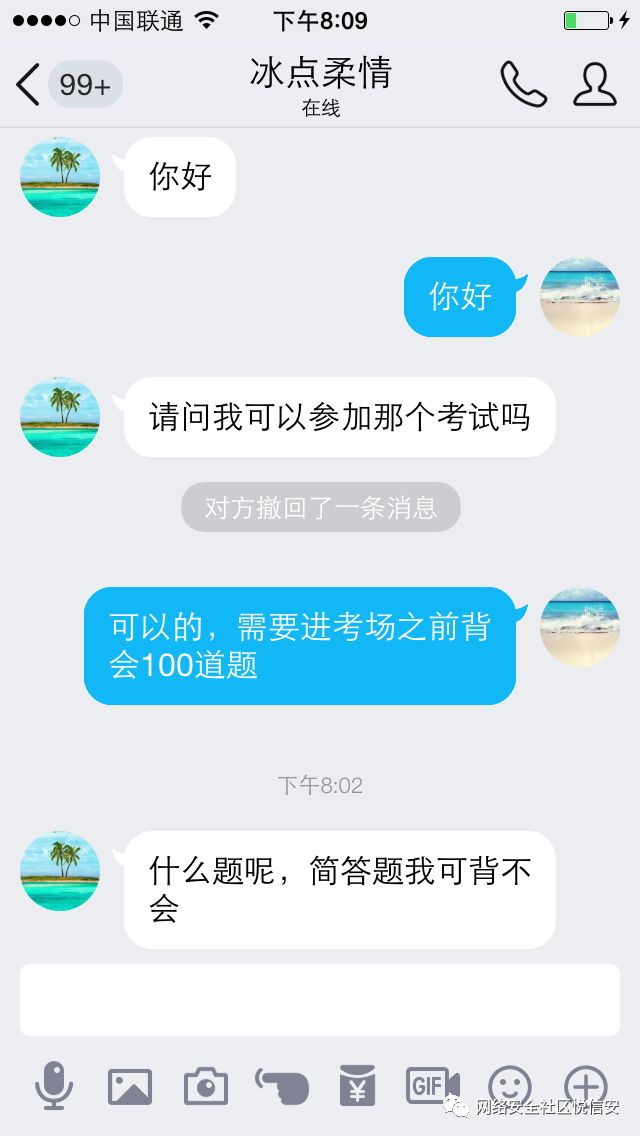 中国联通 下午8:09
99+ 冰点柔情
在线
你好
你好
请问我可以参加那个考试吗
对方撤回了一条消息
可以的，需要进考场之前背
会100道题
下午8:02
什么题呢，简答题我可背不
会
¥ GIF
网络安全社区悦信安